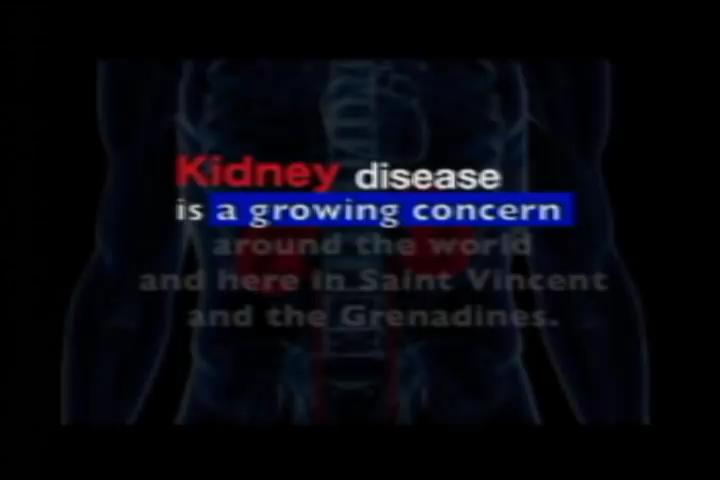 Kidney disease
is a growing concern
around the world
and here in Saint Vincent
and the Grenadines.